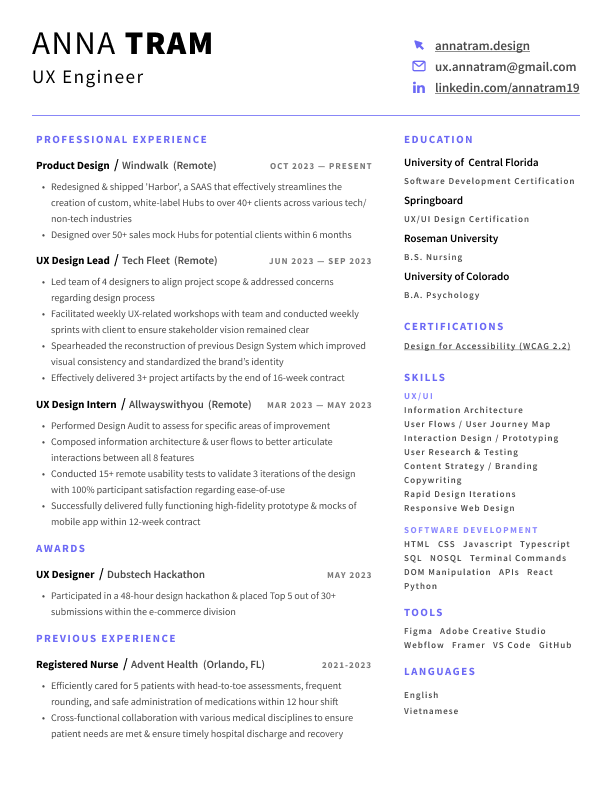 ANNA TRAM
UX Engineer
annatram.design
ux.annatram@gmail.com
linkedin.com/annatram19
PROFESSIONAL EXPERIENCE
Product Design / Windwalk (Remote) OCT 2023 — PRESENT
• Redesigned & shipped 'Harbor', a SAAS that effectively streamlines the
creation of custom, white-label Hubs to over 40+ clients across various tech/
non-tech industries
• Designed over 50+ sales mock Hubs for potential clients within 6 months
UX Design Lead / Tech Fleet (Remote) JUN 2023 — SEP 2023
• Led team of 4 designers to align project scope & addressed concerns
regarding design process
• Facilitated weekly UX-related workshops with team and conducted weekly
sprints with client to ensure stakeholder vision remained clear
• Spearheaded the reconstruction of previous Design System which improved
visual consistency and standardized the brand's identity
• Effectively delivered 3+ project artifacts by the end of 16-week contract
UX Design Intern / Allwayswithyou (Remote) MAR 2023 — MAY 2023
• Performed Design Audit to assess for specific areas of improvement
• Composed information architecture & user flows to better articulate
interactions between all 8 features
• Conducted 15+ remote usability tests to validate 3 iterations of the design
with 100% participant satisfaction regarding ease-of-use
• Successfully delivered fully functioning high-fidelity prototype & mocks of
mobile app within 12-week contract
AWARDS
UX Designer / Dubstech Hackathon MAY 2023
• Participated in a 48-hour design hackathon & placed Top 5 out of 30+
submissions within the e-commerce division
PREVIOUS EXPERIENCE
Registered Nurse / Advent Health (Orlando, FL) 2021-2023
• Efficiently cared for 5 patients with head-to-toe assessments, frequent
rounding, and safe administration of medications within 12 hour shift
• Cross-functional collaboration with various medical disciplines to ensure
patient needs are met & ensure timely hospital discharge and recovery
EDUCATION
University of Central Florida
Software Development Certification
Springboard
UX/UI Design Certification
Roseman University
B.S. Nursing
University of Colorado
B.A. Psychology
CERTIFICATIONS
Design for Accessibility (WCAG 2.2)
SKILLS
UX/UI
Information Architecture
User Flows / User Journey Map
Interaction Design / Prototyping
User Research & Testing
Content Strategy / Branding
Copywriting
Rapid Design Iterations
Responsive Web Design
SOFTWARE DEVELOPMENT
HTML CSS Javascript Typescript
SQL NOSQL Terminal Commands
DOM Manipulation APIs React
Python
TOOLS
Figma Adobe Creative Studio
Webflow Framer VS Code GitHub
LANGUAGES
English
Vietnamese